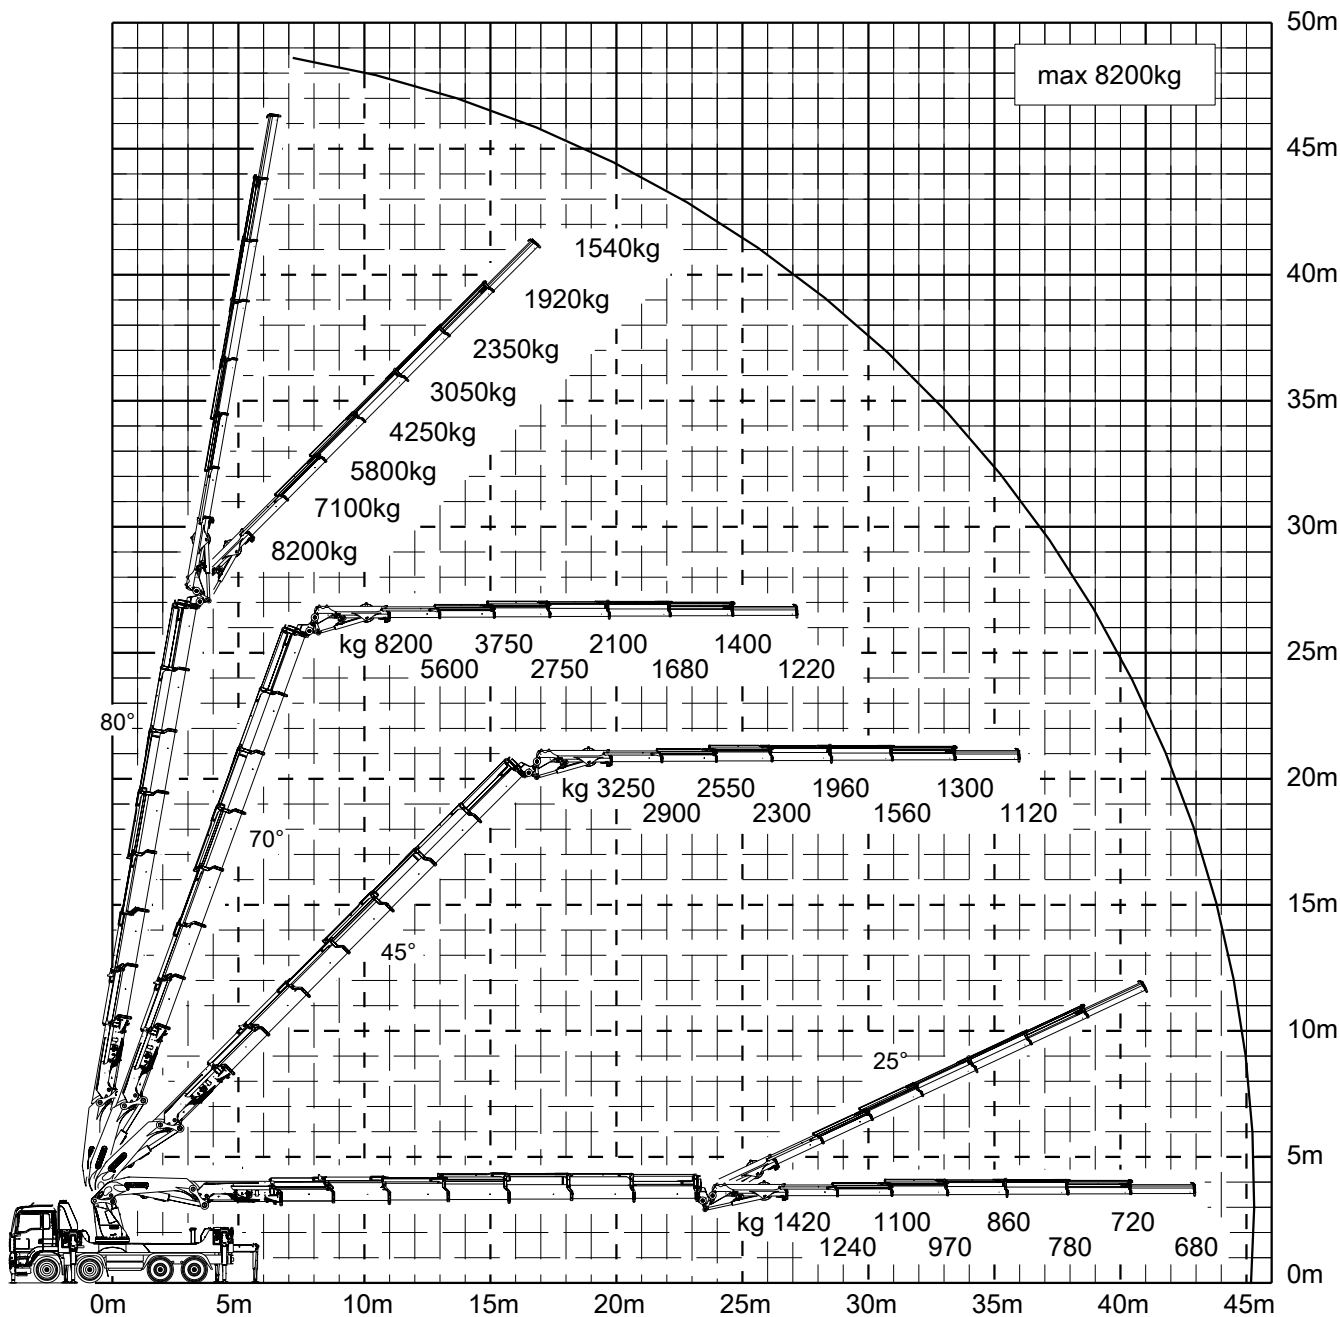 50m
max 8200kg
45m
1540kg
40m
1920kg
2350kg
3050kg
35m
4250kg
5800kg
7100kg
30m
8200kg
kg 8200 3750 2100 1400
25m
5600 2750 1680 1220
80°
20m
kg 3250 2550 1960 1300
2900 2300 1560 1120
70°
15m
45°
10m
25°
5m
kg 1420 1100 860 720
1240 970 780 680
0m
0m 5m 10m 15m 20m 25m 30m 35m 40m 45m